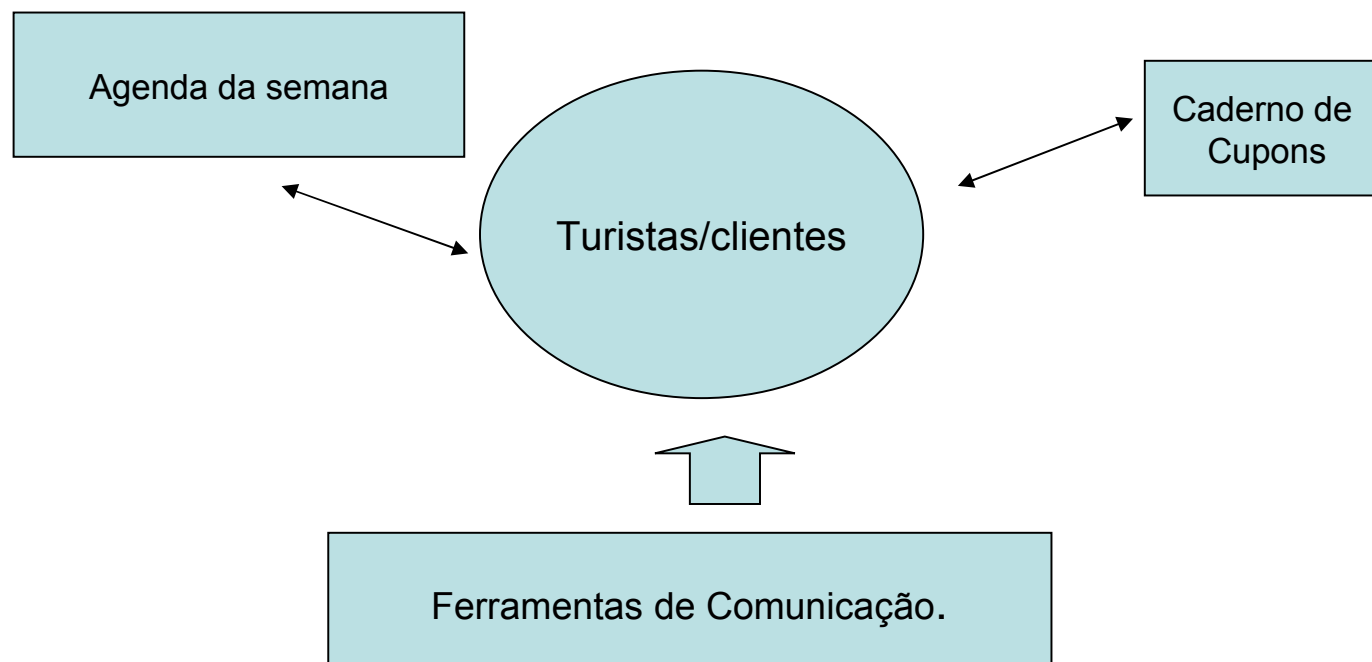 Agenda da semana
Caderno de
Cupons
Turistas/clientes
Ferramentas de Comunicação.